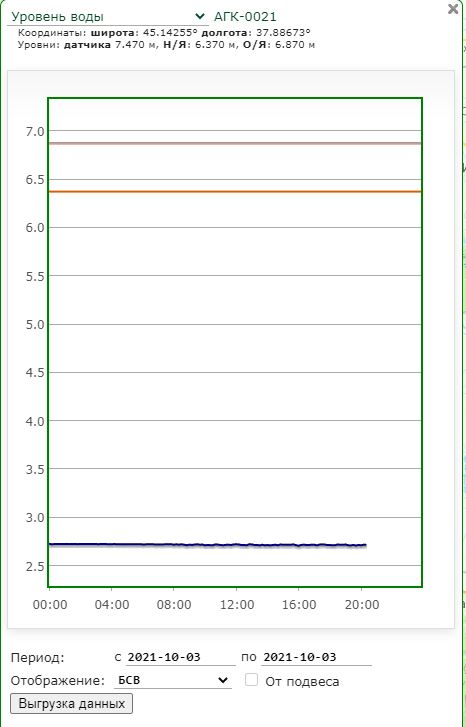 Уровень воды АГК-0021
Координаты: широта: 45.14255° долгота: 37.88673°
Уровни: датчика 7.470 м, Н/Я: 6.370 м, О/Я: 6.870 м
7.0
6.5
6.0
5.5
5.0
4.5
4.0
3.5
3.0
2.5
00:00 04:00 08:00 12:00 16:00 20:00
Период: с 2021-10-03 по 2021-10-03
Отображение: БСВ От подвеса
Выгрузка данных